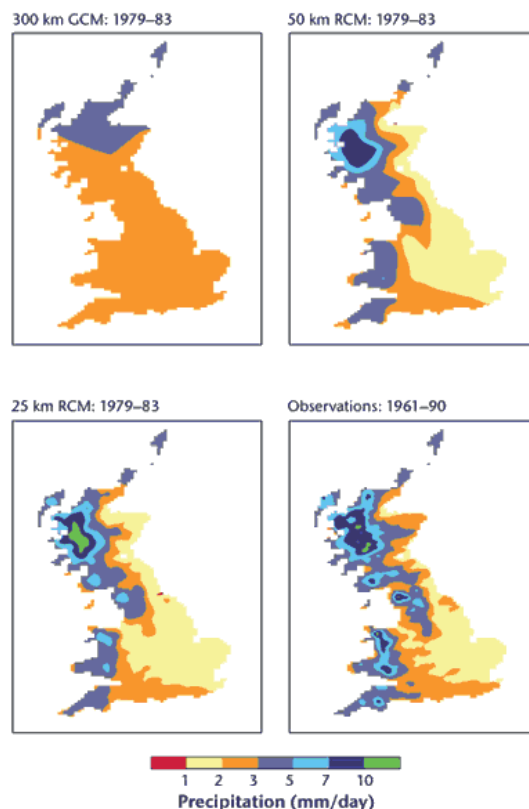 300 km GCM: 1979–83
50 km RCM: 1979–83
25 km RCM: 1979–83
Observations: 1961–90
1 2 3 5 7 10
Precipitation (mm/day)